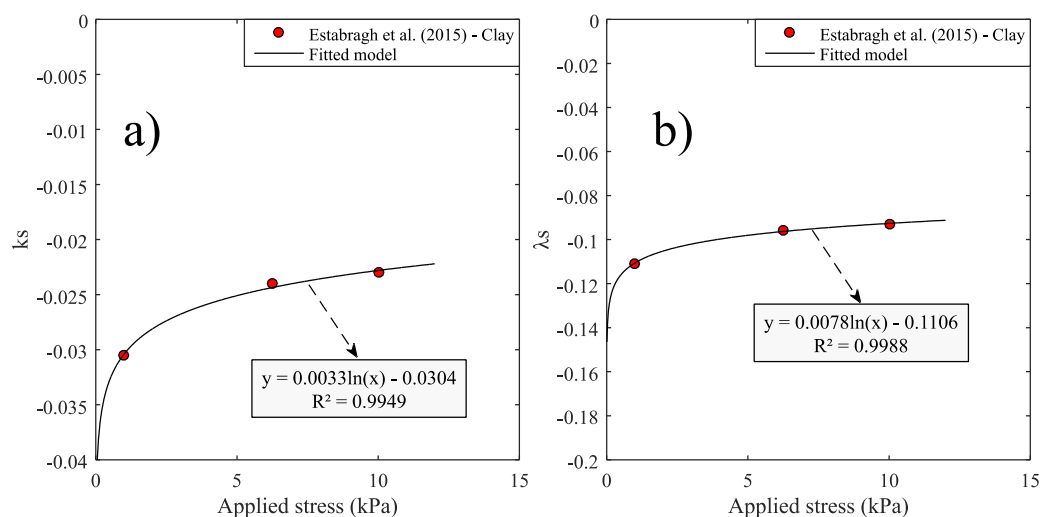 0
-0.005
-0.01
-0.015
-0.02
-0.025
-0.03
-0.035
-0.04
ks
a)
Estabragh et al. (2015) - Clay
Fitted model
y = 0.0033ln(x) - 0.0304
R² = 0.9949
0 5 10 15
Applied stress (kPa)
0
-0.02
-0.04
-0.06
-0.08
-0.1
-0.12
-0.14
-0.16
-0.18
-0.2
λs
b)
Estabragh et al. (2015) - Clay
Fitted model
y = 0.0078ln(x) - 0.1106
R² = 0.9988
0 5 10 15
Applied stress (kPa)